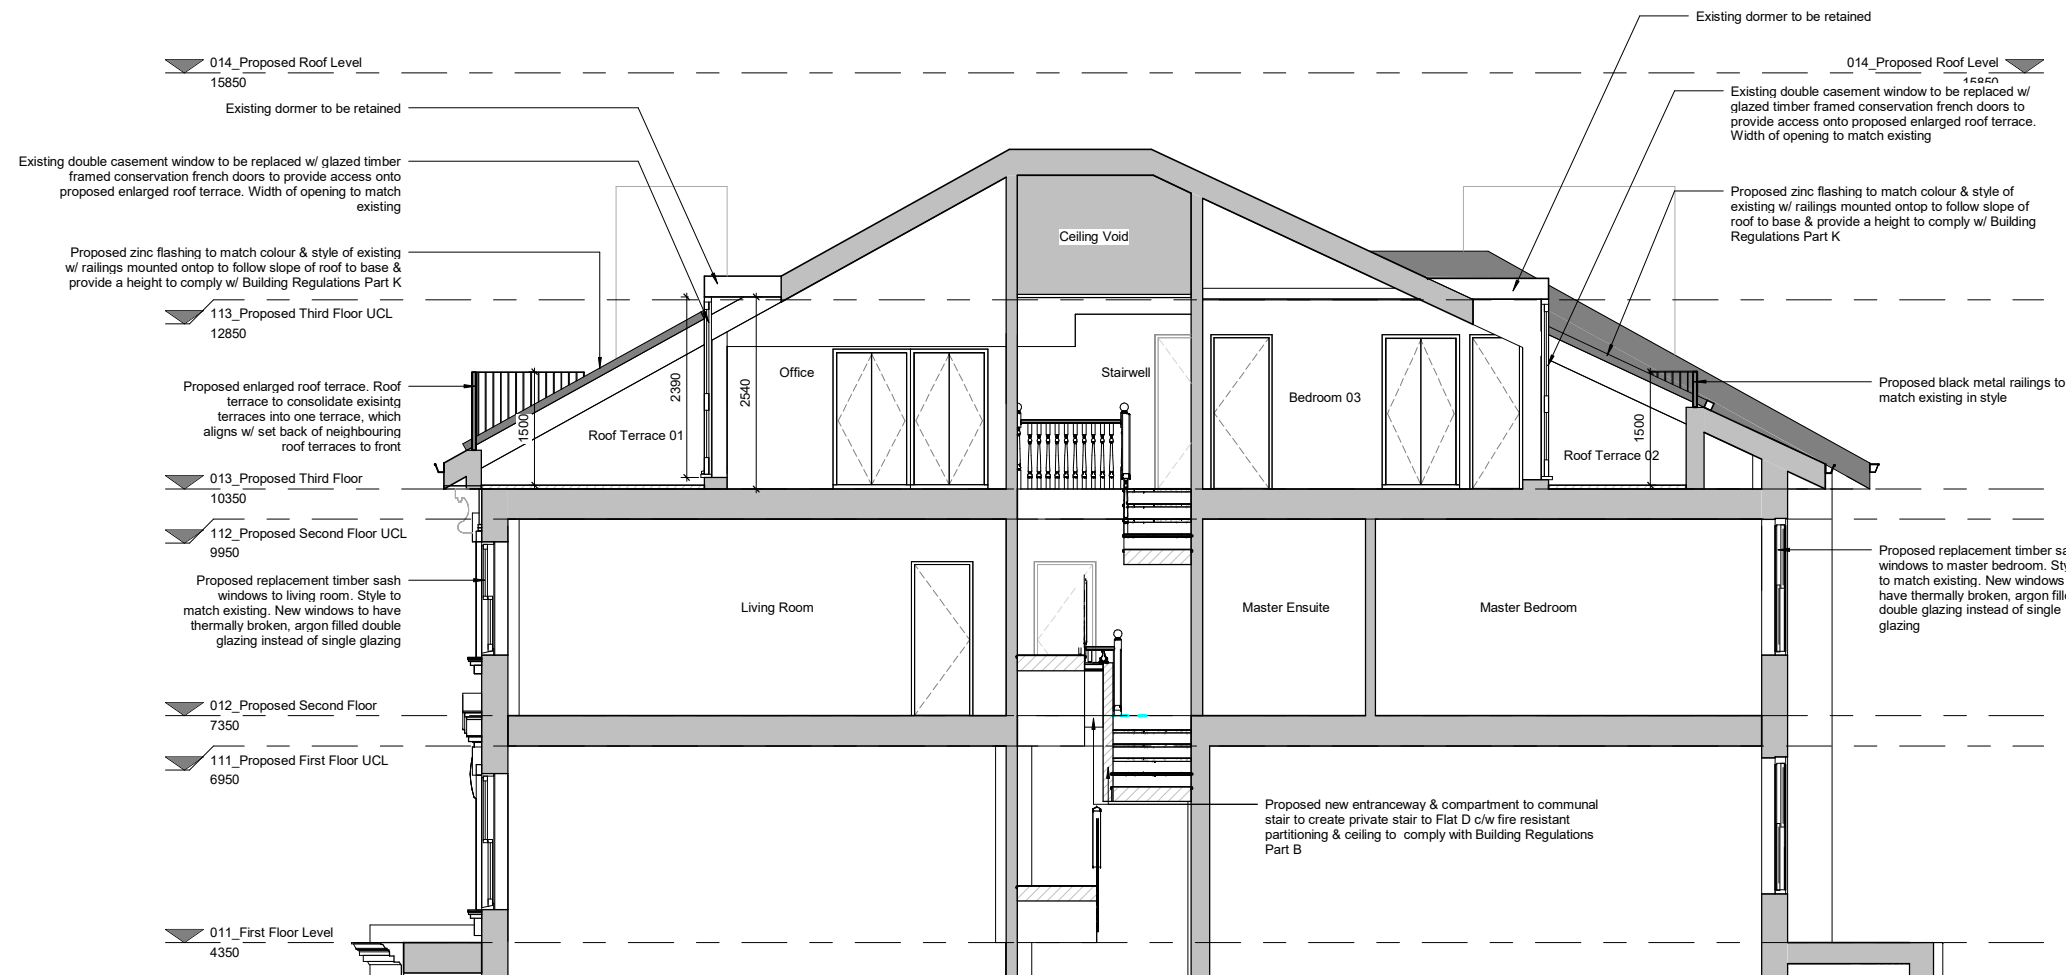 Existing dormer to be retained
014_Proposed Roof Level
15850
014_Proposed Roof Level
15850
Existing dormer to be retained
Existing double casement window to be replaced w/
glazed timber framed conservation french doors to
provide access onto proposed enlarged roof terrace.
Width of opening to match existing
Existing double casement window to be replaced w/ glazed timber
framed conservation french doors to provide access onto
proposed enlarged roof terrace. Width of opening to match
existing
Proposed zinc flashing to match colour & style of
existing w/ railings mounted ontop to follow slope of
roof to base & provide a height to comply w/ Building
Regulations Part K
Ceiling Void
Proposed zinc flashing to match colour & style of existing
w/ railings mounted ontop to follow slope of roof to base &
provide a height to comply w/ Building Regulations Part K
113_Proposed Third Floor UCL
12850
Proposed enlarged roof terrace. Roof
terrace to consolidate exisintg
terraces into one terrace, which
aligns w/ set back of neighbouring
roof terraces to front
1500
Roof Terrace 01
2390
2540
Office
Stairwell
Bedroom 03
Roof Terrace 02
1500
Proposed black metal railings to
match existing in style
013_Proposed Third Floor
10350
112_Proposed Second Floor UCL
9950
Proposed replacement timber sash
windows to living room. Style to
match existing. New windows to have
thermally broken, argon filled double
glazing instead of single glazing
Living Room
Master Ensuite
Master Bedroom
Proposed replacement timber sa
windows to master bedroom. Sty
to match existing. New windows
have thermally broken, argon fille
double glazing instead of single
glazing
012_Proposed Second Floor
7350
111_Proposed First Floor UCL
6950
Proposed new entranceway & compartment to communal
stair to create private stair to Flat D c/w fire resistant
partitioning & ceiling to comply with Building Regulations
Part B
011_First Floor Level
4350